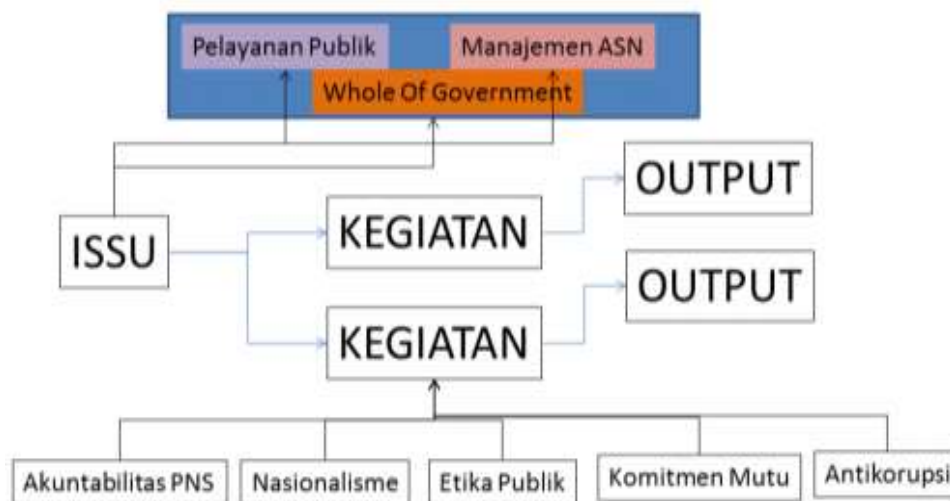 Pelayanan Publik
Manajemen ASN
Whole Of Government
OUTPUT
ISSU
KEGIATAN
OUTPUT
KEGIATAN
Akuntabilitas PNS
Nasionalisme
Etika Publik
Komitmen Mutu
Antikorupsi